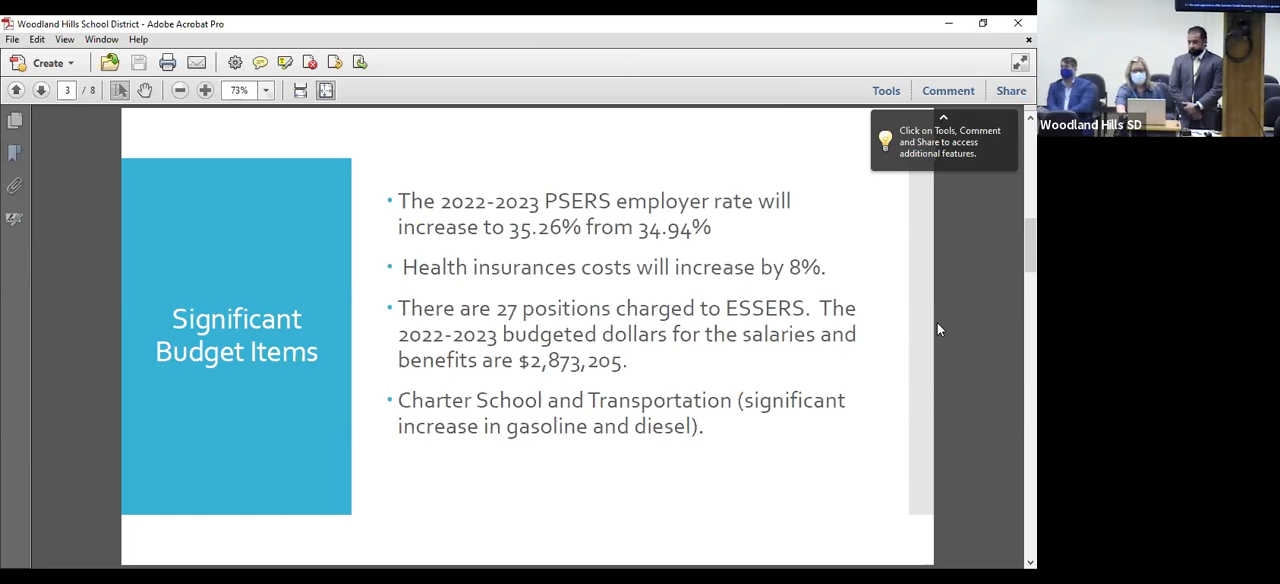 Woodland Hills School District - Adobe Acrobat Pro
File Edit View Window Help
Create
3 / 8
73%
Tools Comment Share
Click on Tools, Comment
and Share to access
additional features.
Woodland Hills SD
Significant
Budget Items
• The 2022-2023 PSERS employer rate will
increase to 35.26% from 34.94%
• Health insurances costs will increase by 8%.
• There are 27 positions charged to ESSERS. The
2022-2023 budgeted dollars for the salaries and
benefits are $2,873,205.
• Charter School and Transportation (significant
increase in gasoline and diesel).